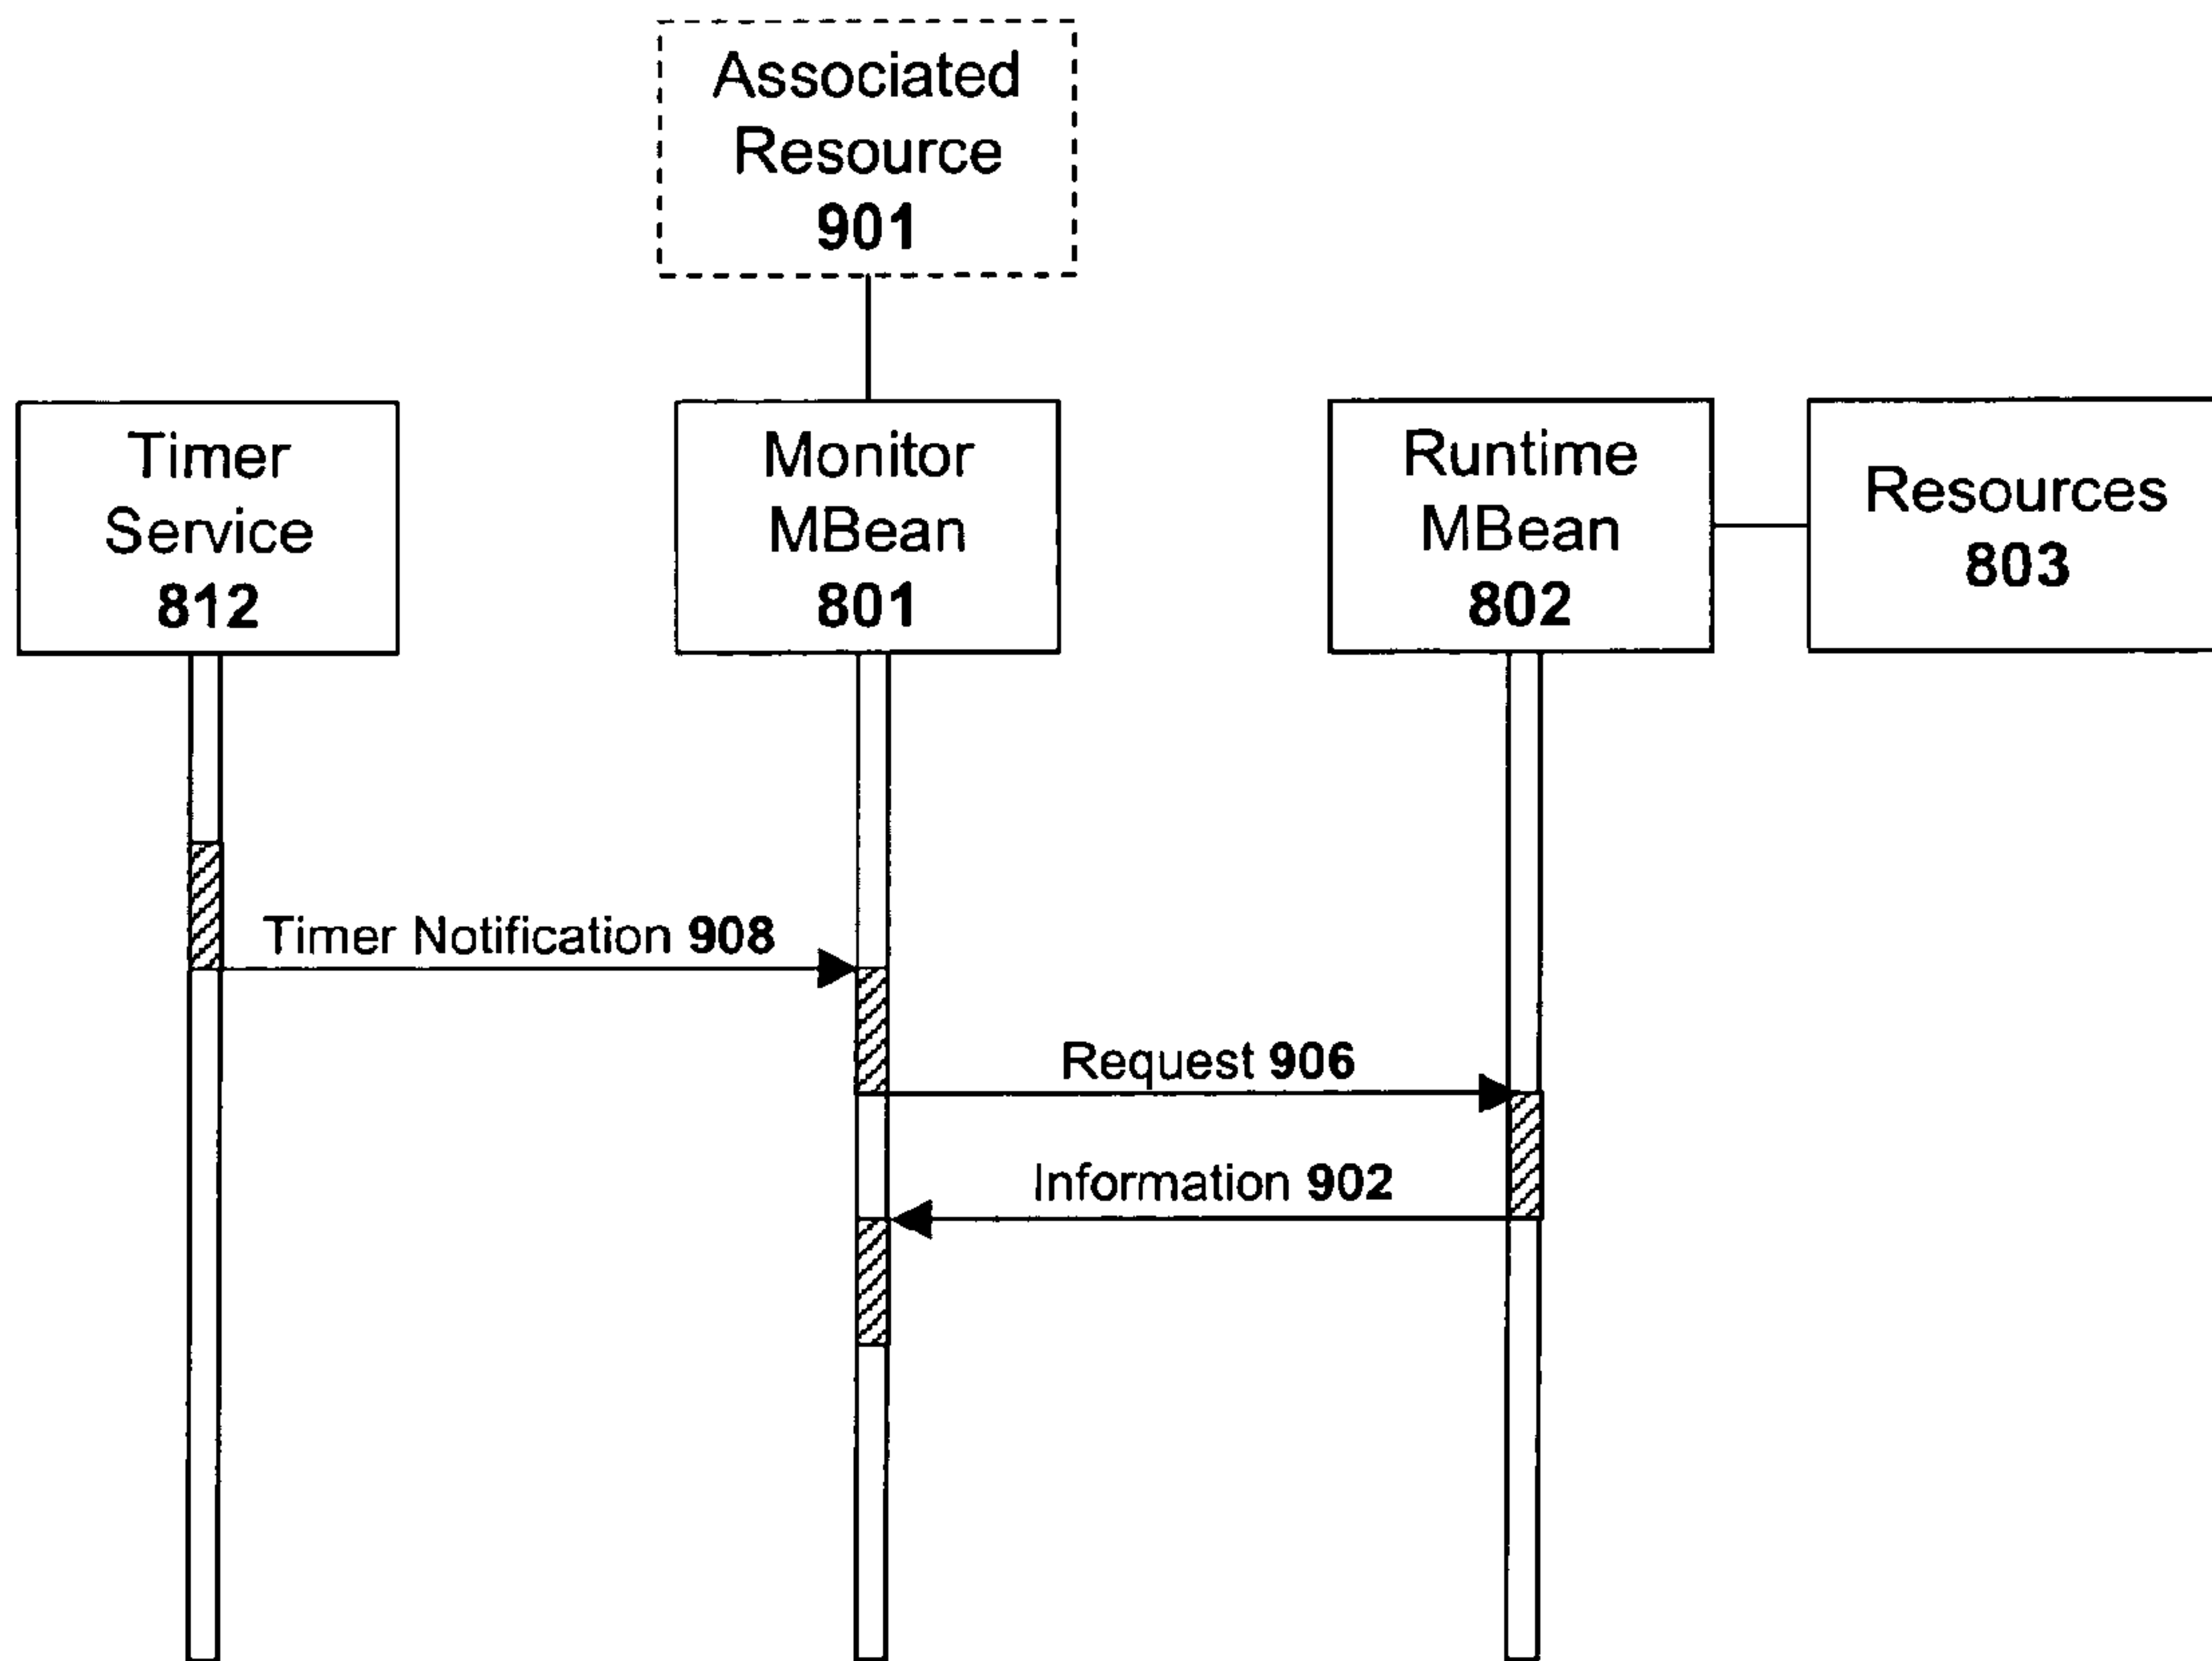 Associated
Resource
901
Timer
Service
812
Monitor
MBean
801
Runtime
MBean
802
Resources
803
Timer Notification 908
Request 906
Information 902